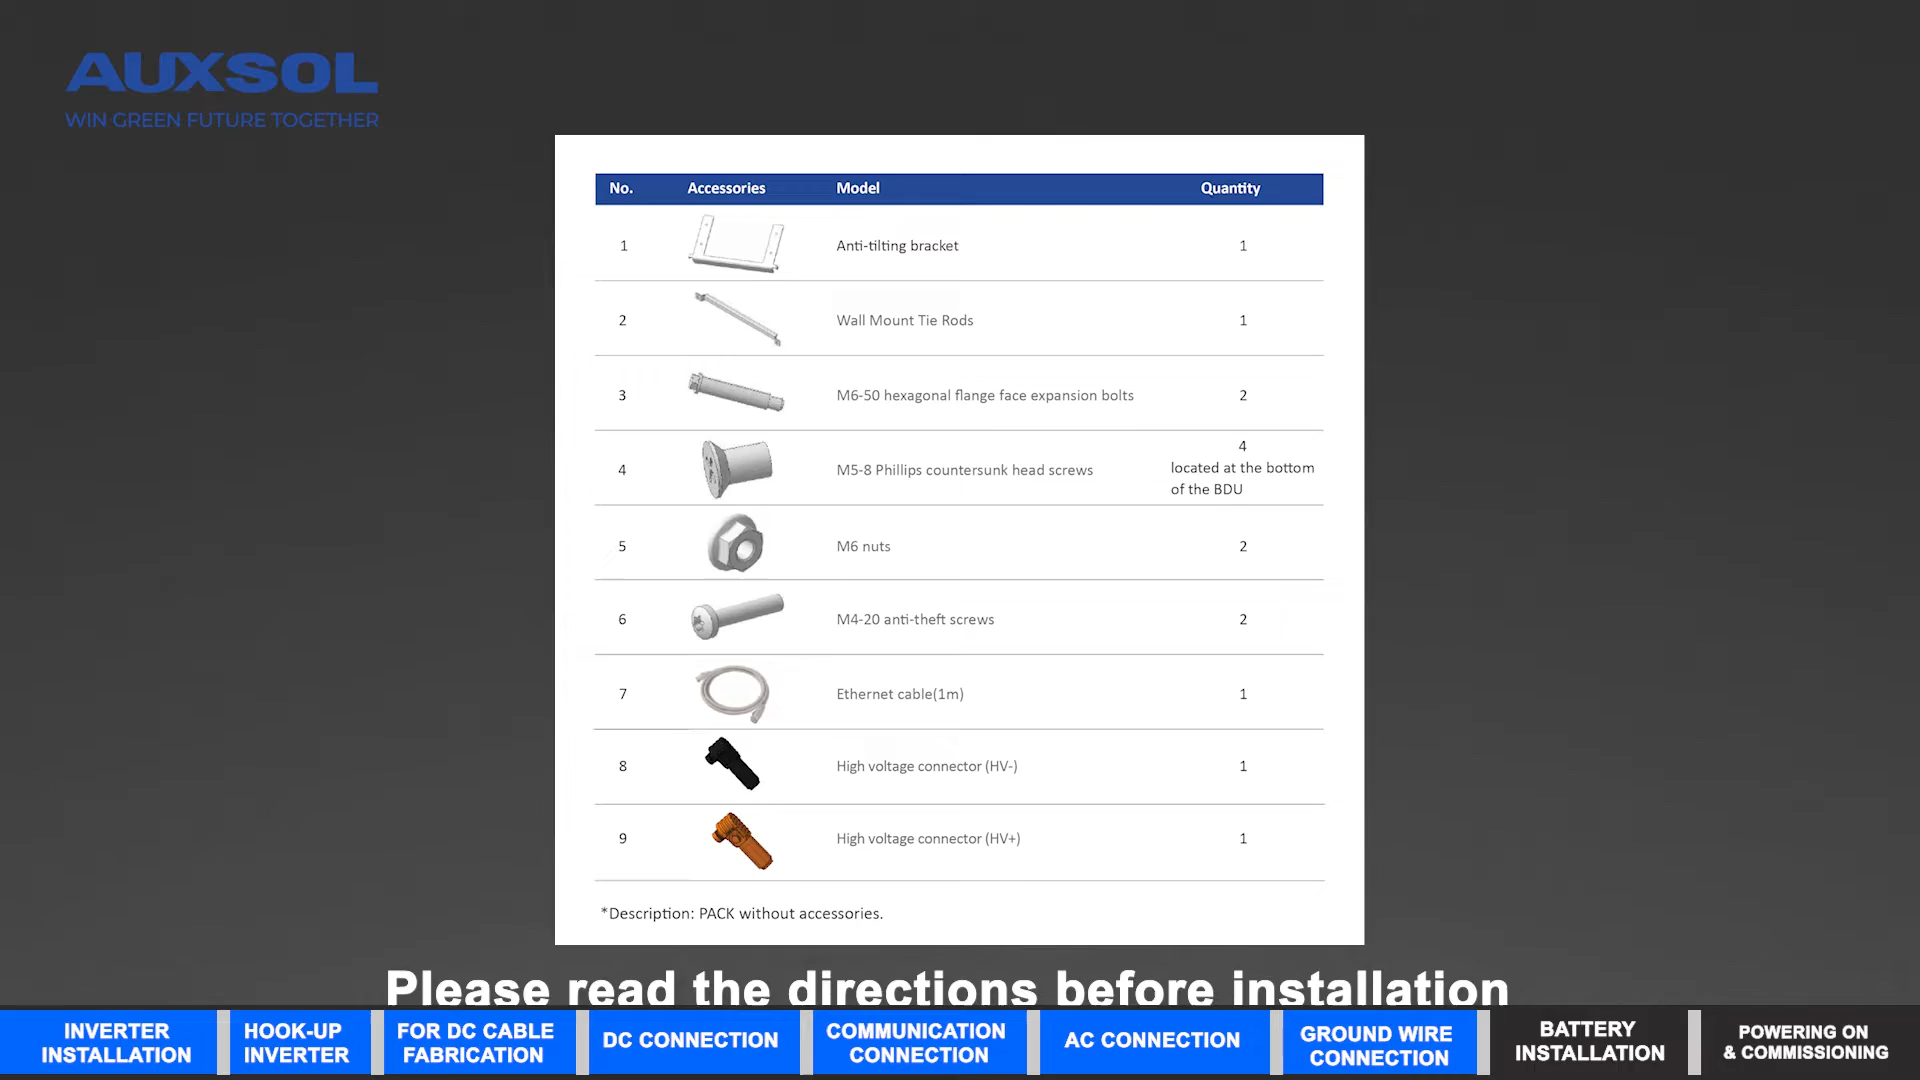 AUXSOL
WIN GREEN FUTURE TOGETHER
No. Accessories Model Quantity
1 Anti-tilting bracket 1
2 Wall Mount Tie Rods 1
3 M6-50 hexagonal flange face expansion bolts 2
4 M5-8 Phillips countersunk head screws 4
located at the bottom
of the BDU
5 M6 nuts 2
6 M4-20 anti-theft screws 2
7 Ethernet cable(1m) 1
8 High voltage connector (HV-) 1
9 High voltage connector (HV+) 1
*Description: PACK without accessories.
Please read the directions before installation
INVERTER
INSTALLATION
HOOK-UP
INVERTER
FOR DC CABLE
FABRICATION
DC CONNECTION
COMMUNICATION
CONNECTION
AC CONNECTION
GROUND WIRE
CONNECTION
BATTERY
INSTALLATION
POWERING ON
& COMMISSIONING